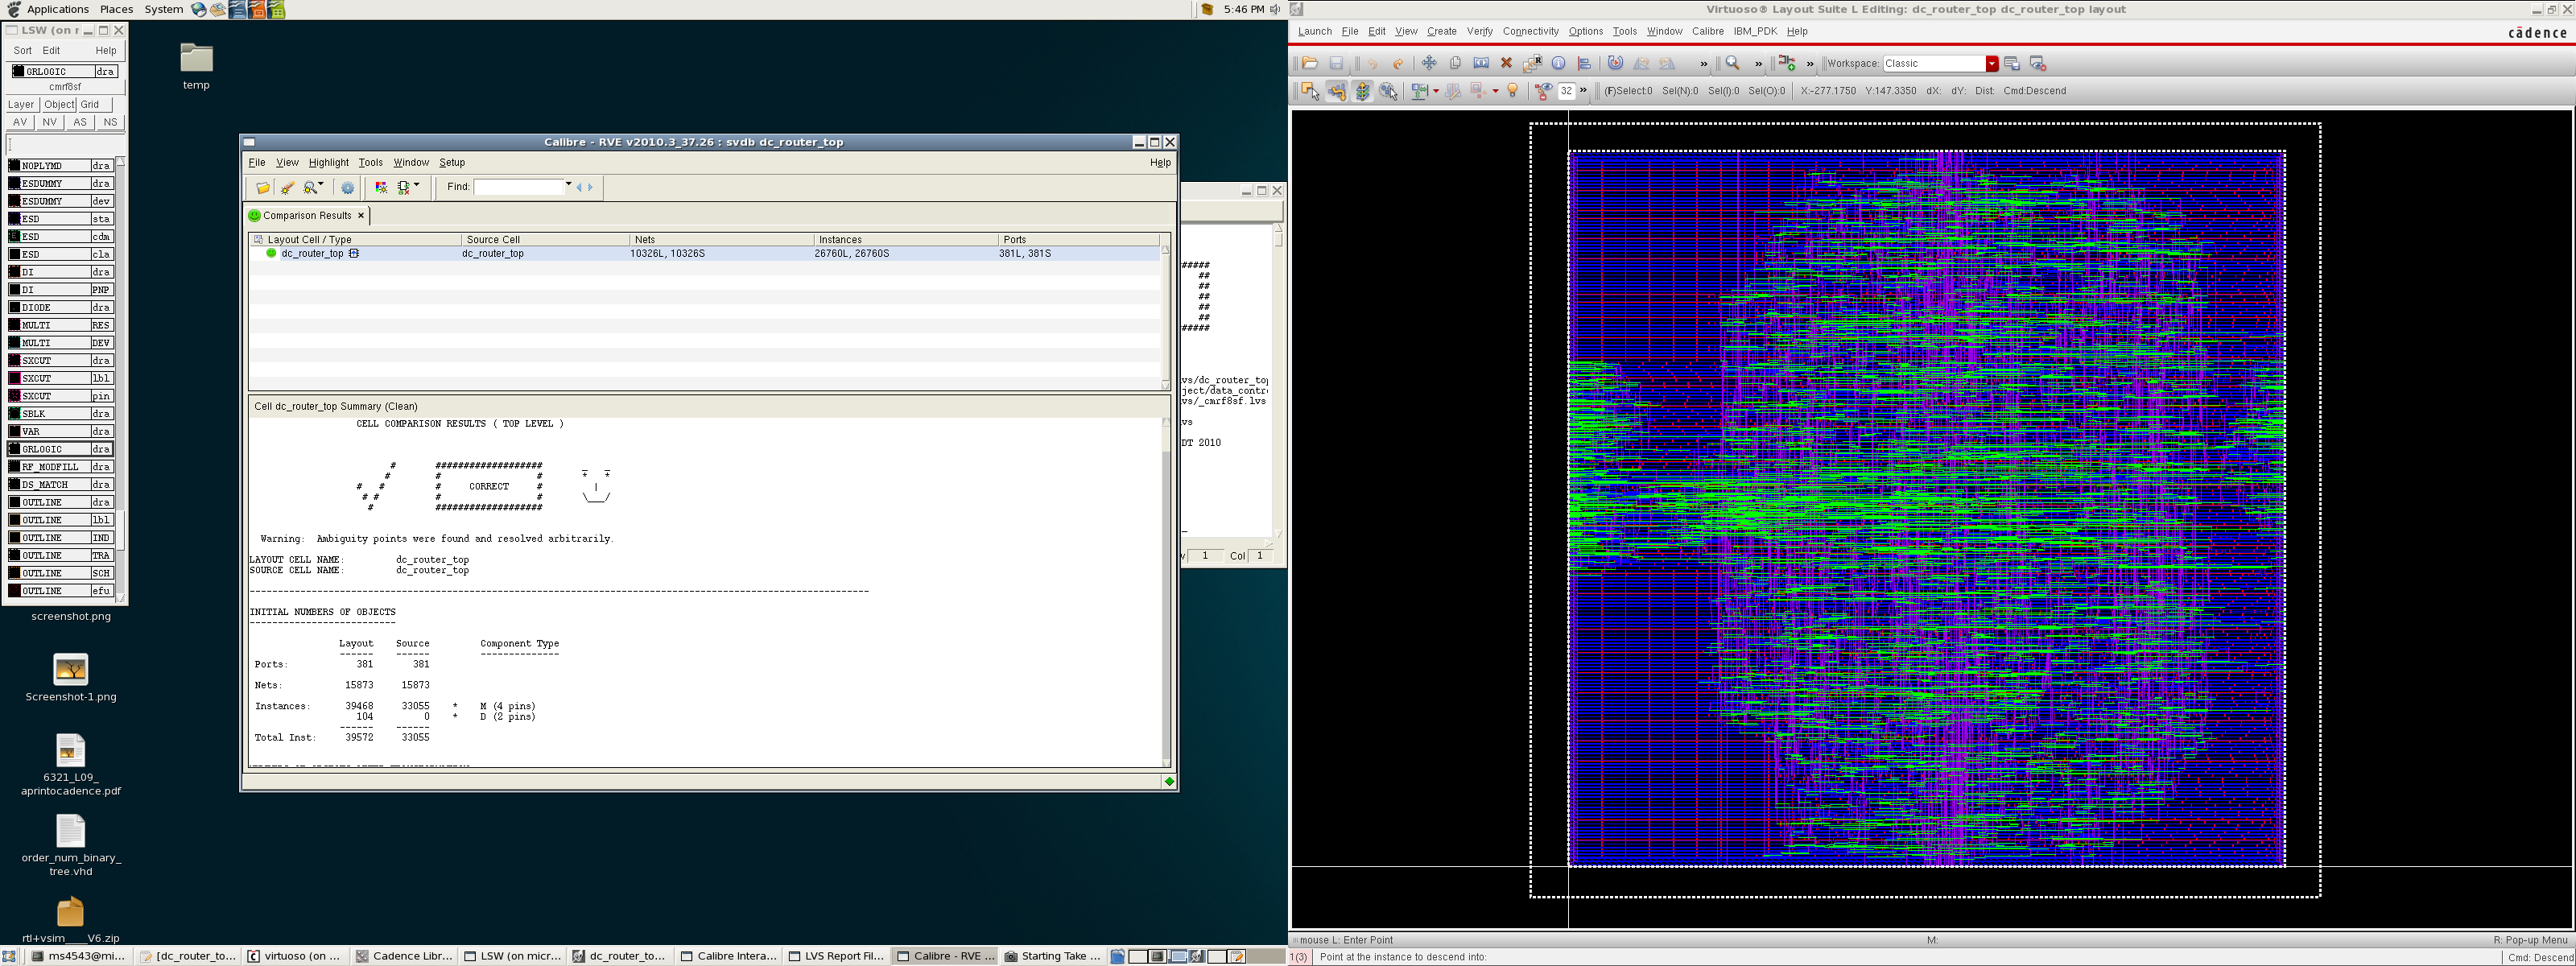 Applications Places System
5:46 PM
LSW (on r
Sort Edit Help
GRLOGIC dra
cmrf8sf
Layer Object Grid
AV NV AS NS
NOPLYMD dra
ESDUMMY dra
ESDUMMY dev
ESD sta
ESD cdm
ESD cla
DI dra
DI PNP
DIODE dra
MULTI RES
MULTI DEV
SXCUT dra
SXCUT lbl
SXCUT pin
SBLK dra
VAR dra
GRLOGIC dra
RF_MODFILL dra
DS_MATCH dra
OUTLINE dra
OUTLINE lbl
OUTLINE IND
OUTLINE TRA
OUTLINE SCH
OUTLINE efu
temp
screenshot.png
Screenshot-1.png
6321_L09_
aprintocadence.pdf
order_num_binary_
tree.vhd
rtl+vsim____V6.zip
Calibre - RVE v2010.3_37.26 : svdb dc_router_top
File View Highlight Tools Window Setup Help
Find:
Comparison Results
Layout Cell / Type Source Cell Nets Instances Ports
dc_router_top dc_router_top 10326L, 10326S 26760L, 26760S 381L, 381S
Cell dc_router_top Summary (Clean)
CELL COMPARISON RESULTS ( TOP LEVEL )
# ################### _ _
# # # * *
# # # CORRECT # |
# # # # \___/
# ###################
Warning: Ambiguity points were found and resolved arbitrarily.
LAYOUT CELL NAME: dc_router_top
SOURCE CELL NAME: dc_router_top
INITIAL NUMBERS OF OBJECTS
Layout Source Component Type
Ports: 381 381
Nets: 15873 15873
Instances: 39468 33055 * M (4 pins)
104 0 * D (2 pins)
Total Inst: 39572 33055
#####
##
##
##
##
##
#####
vs/dc_router_top
ject/data_contr
vs/_cmrf8sf.lvs
vs
DT 2010
1 Col 1
ms4543@mi...
[dc_router_to...
virtuoso (on ...
Cadence Libr...
LSW (on micr...
dc_router_to...
Calibre Intera...
LVS Report Fil...
Calibre - RVE ...
Starting Take ...
Virtuoso® Layout Suite L Editing: dc_router_top dc_router_top layout
Launch File Edit View Create Verify Connectivity Options Tools Window Calibre IBM_PDK Help
cādence
Workspace: Classic
32 (F)Select:0 Sel(N):0 Sel(I):0 Sel(O):0 X:-277.1750 Y:147.3350 dX: dY: Dist: Cmd:Descend
mouse L: Enter Point M: R: Pop-up Menu
1(3) Point at the instance to descend into: Cmd: Descend